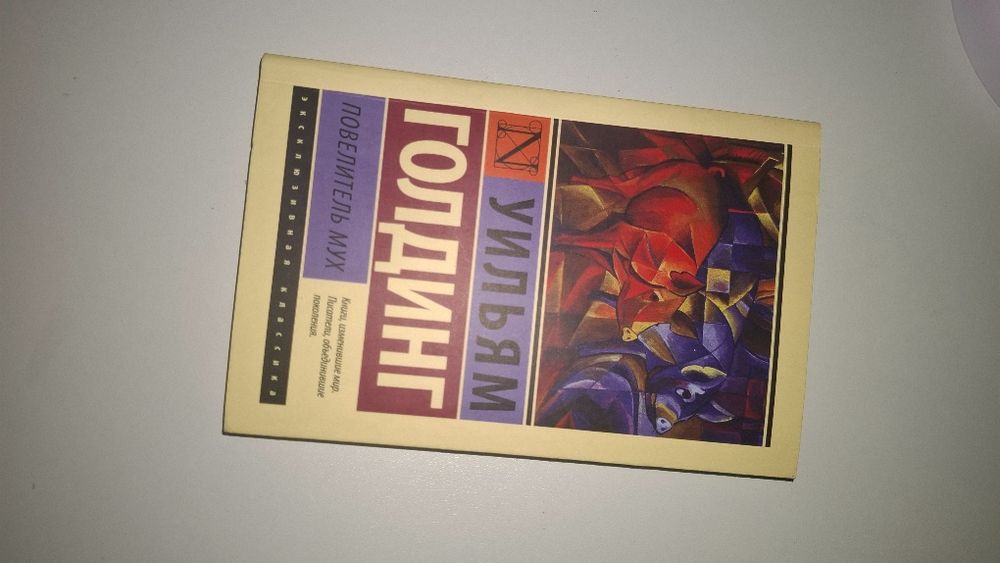 УИЛЬЯМ
ГОЛДИНГ
ПОВЕЛИТЕЛЬ МУХ
Книги, изменившие мир.
Писатели, объединившие
поколения.
эксклюзивная классика